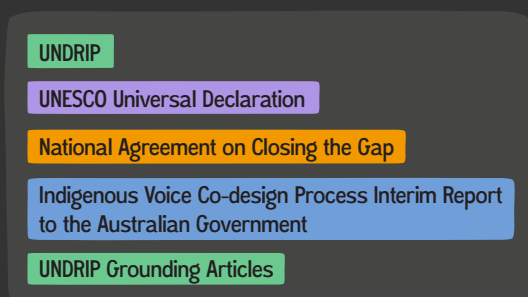 UNDRIP
UNESCO Universal Declaration
National Agreement on Closing the Gap
Indigenous Voice Co-design Process Interim Report
to the Australian Government
UNDRIP Grounding Articles